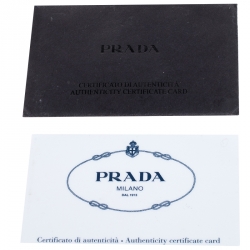 PRADA
CERTIFICATO DI AUTENTICITÀ
AUTHENTICITY CERTIFICATE CARD
PRADA
MILANO
DAL 1913
Certificato di autenticità • Authenticity certificate card